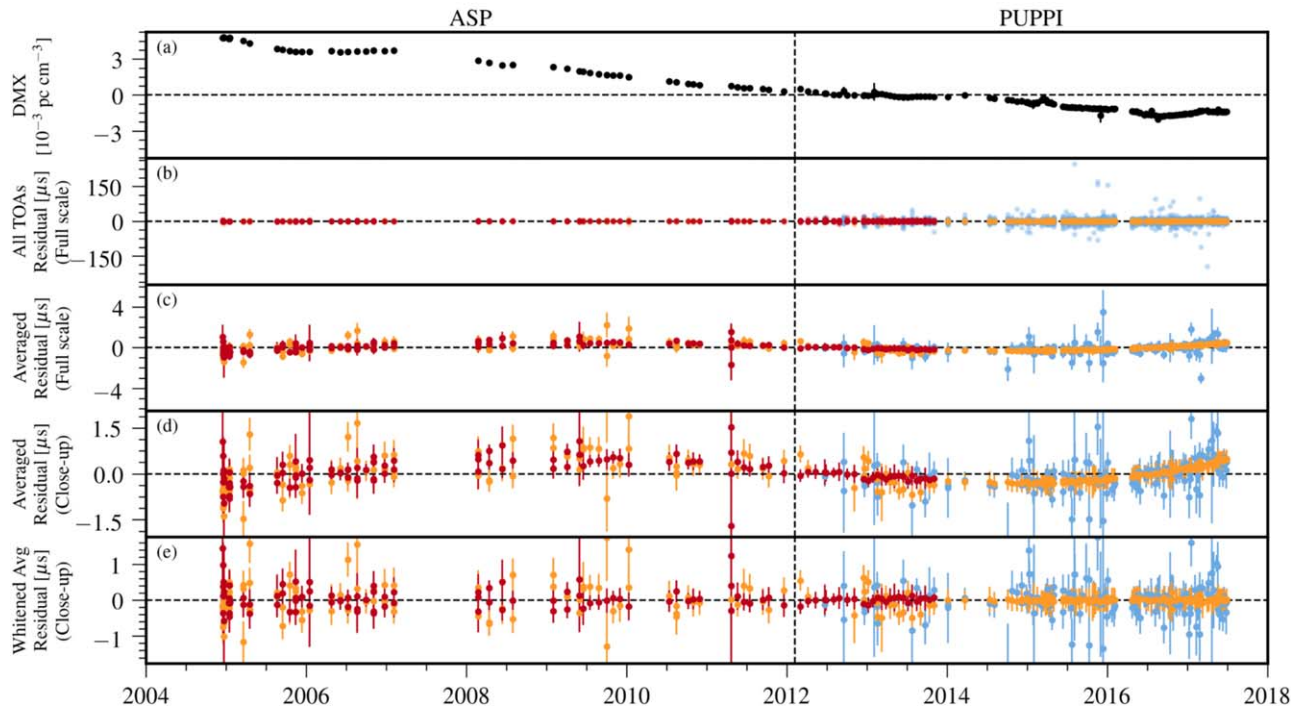 ASP PUPPI
(a)
DMX
[10⁻³ pc cm⁻³]
3
0
−3
(b)
All TOAs
Residual [μs]
(Full scale)
150
0
−150
(c)
Averaged
Residual [μs]
(Full scale)
4
0
−4
(d)
Averaged
Residual [μs]
(Close-up)
1.5
0.0
−1.5
(e)
Whitened Avg
Residual [μs]
(Close-up)
1
0
−1
2004 2006 2008 2010 2012 2014 2016 2018